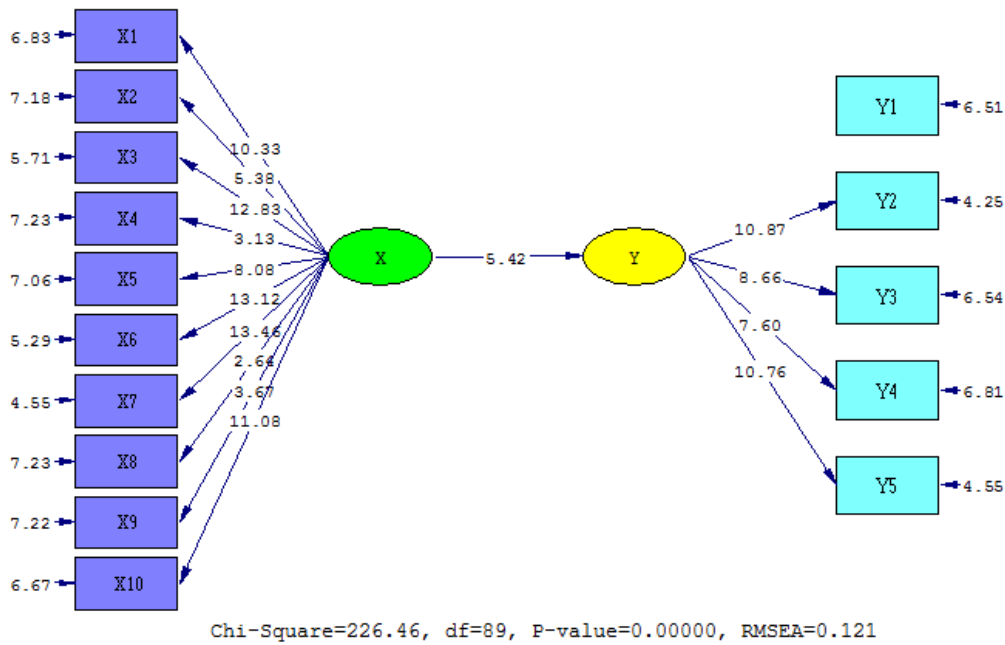 6.83 X1
7.18 X2
5.71 X3
7.23 X4
7.06 X5
5.29 X6
4.55 X7
7.23 X8
7.22 X9
6.67 X10
10.33
5.38
12.83
3.13
8.08
13.12
13.46
2.64
3.67
11.08
X
5.42
Y
10.87
8.66
7.60
10.76
Y1 6.51
Y2 4.25
Y3 6.54
Y4 6.81
Y5 4.55
Chi-Square=226.46, df=89, P-value=0.00000, RMSEA=0.121